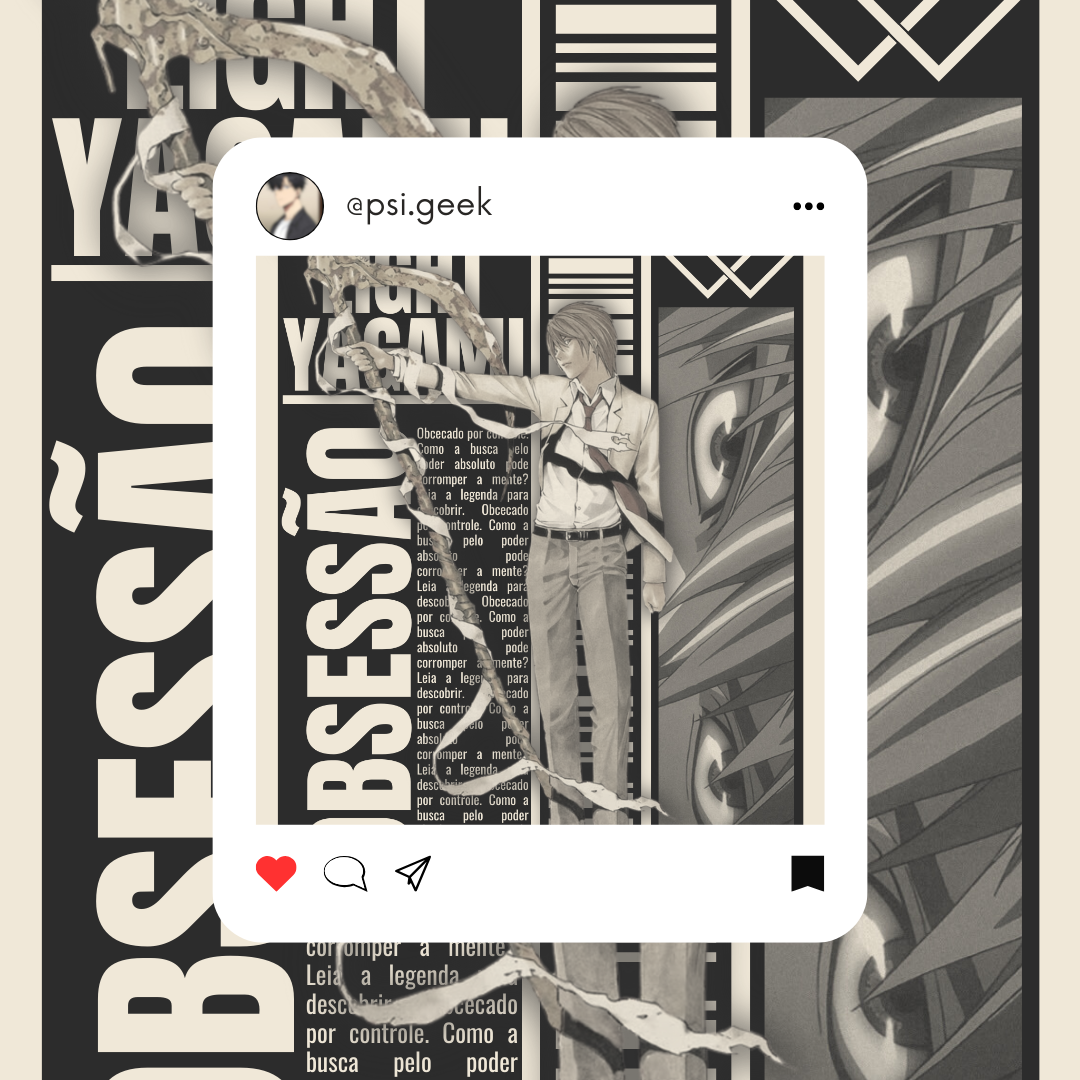 LIGHT
YAGAMI
OBSESSÃO
@psi.geek
LIGHT
YAGAMI
OBSESSÃO
Obcecado por controle.
Como a busca pelo
poder absoluto pode
corromper a mente?
Leia a legenda para
descobrir. Obcecado
por controle. Como a
busca pelo poder
absoluto pode
corromper a mente?
Leia a legenda para
descobrir. Obcecado
por controle. Como a
busca pelo poder
absoluto pode
corromper a mente?
Leia a legenda para
descobrir. Obcecado
por controle. Como a
busca pelo poder
absoluto pode
corromper a mente?
Leia a legenda para
descobrir. Obcecado
por controle. Como a
busca pelo poder
corromper a mente?
Leia a legenda para
descobrir. Obcecado
por controle. Como a
busca pelo poder